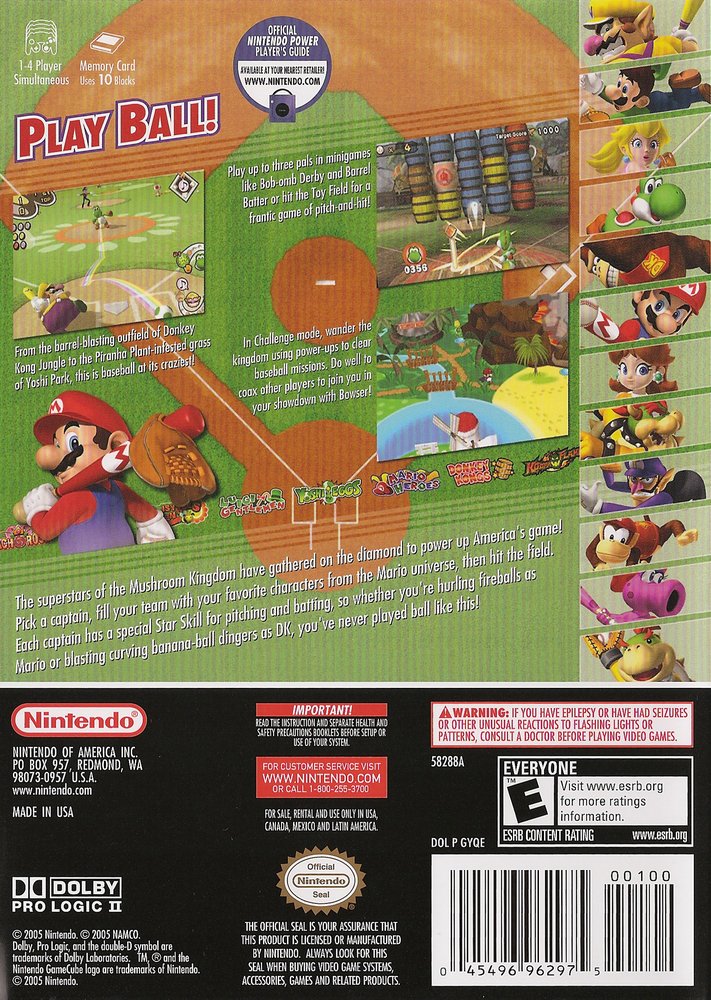 1-4 Player
Simultaneous
Memory Card
Uses 10 Blocks
OFFICIAL
NINTENDO POWER
PLAYER'S GUIDE
AVAILABLE AT YOUR NEAREST RETAILER!
WWW.NINTENDO.COM
PLAY BALL!
Play up to three pals in minigames
like Bob-omb Derby and Barrel
Batter or hit the Toy Field for a
frantic game of pitch-and-hit!
4
Target Score 1000
0356
From the barrel-blasting outfield of Donkey
Kong Jungle to the Piranha Plant-infested grass
of Yoshi Park, this is baseball at its craziest!
In Challenge mode, wander the
kingdom using power-ups to clear
baseball missions. Do well to
coax other players to join you in
your showdown with Bowser!
LUIGI
GENTLEMEN
YOSHI EGGS
MARIO
HEROES
DONKEY
KONGS
The superstars of the Mushroom Kingdom have gathered on the diamond to power up America's game!
Pick a captain, fill your team with your favorite characters from the Mario universe, then hit the field.
Each captain has a special Star Skill for pitching and batting, so whether you're hurling fireballs as
Mario or blasting curving banana-ball dingers as DK, you've never played ball like this!
Nintendo®
NINTENDO OF AMERICA INC.
PO BOX 957, REDMOND, WA
98073-0957 U.S.A.
www.nintendo.com
MADE IN USA
DOLBY
PRO LOGIC II
© 2005 Nintendo. © 2005 NAMCO.
Dolby, Pro Logic, and the double-D symbol are
trademarks of Dolby Laboratories. TM, ® and the
Nintendo GameCube logo are trademarks of Nintendo.
© 2005 Nintendo.
IMPORTANT!
READ THE INSTRUCTION AND SEPARATE HEALTH AND
SAFETY PRECAUTIONS BOOKLETS BEFORE SETUP OR
USE OF YOUR SYSTEM.
FOR CUSTOMER SERVICE VISIT
WWW.NINTENDO.COM
OR CALL 1-800-255-3700
FOR SALE, RENTAL AND USE ONLY IN USA,
CANADA, MEXICO AND LATIN AMERICA.
Official
Nintendo
Seal
THE OFFICIAL SEAL IS YOUR ASSURANCE THAT
THIS PRODUCT IS LICENSED OR MANUFACTURED
BY NINTENDO. ALWAYS LOOK FOR THIS
SEAL WHEN BUYING VIDEO GAME SYSTEMS,
ACCESSORIES, GAMES AND RELATED PRODUCTS.
WARNING: IF YOU HAVE EPILEPSY OR HAVE HAD SEIZURES
OR OTHER UNUSUAL REACTIONS TO FLASHING LIGHTS OR
PATTERNS, CONSULT A DOCTOR BEFORE PLAYING VIDEO GAMES.
58288A
EVERYONE
E
TM
Visit www.esrb.org
for more ratings
information.
ESRB CONTENT RATING www.esrb.org
DOL P GYQE
00100
0 45496 96297 5